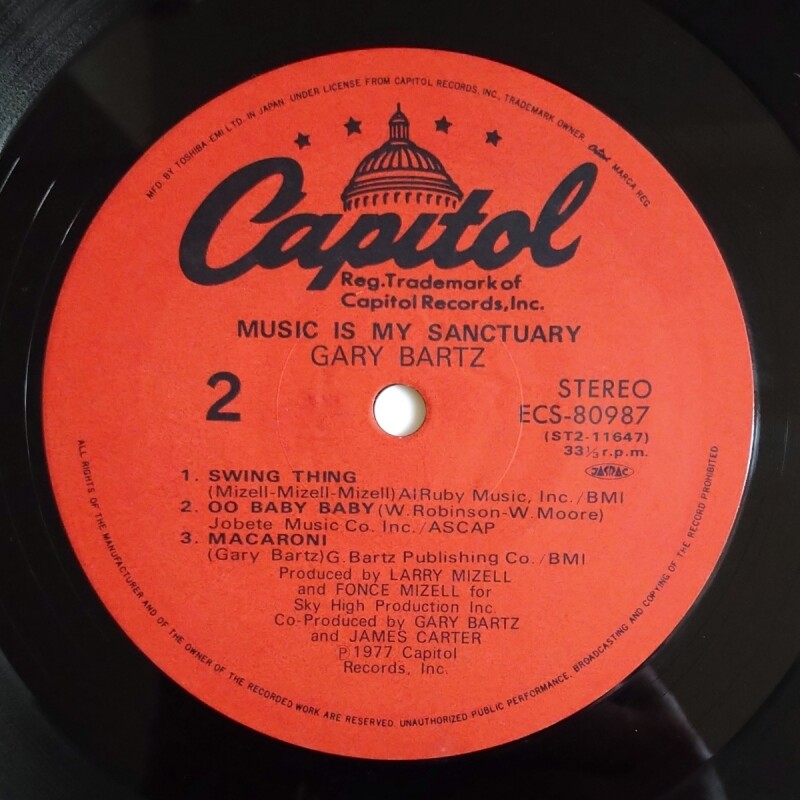 MFD. BY TOSHIBA-EMI LTD. IN JAPAN UNDER LICENSE FROM CAPITOL RECORDS, INC., TRADEMARK OWNER. Capitol MARCA REG.
Capitol
Reg.Trademark of
Capitol Records,Inc.
MUSIC IS MY SANCTUARY
GARY BARTZ
2
STEREO
ECS-80987
(ST2-11647)
33⅓r.p.m.
JASRAC
1. SWING THING
(Mizell-Mizell-Mizell)AlRuby Music, Inc./BMI
2. OO BABY BABY(W.Robinson-W.Moore)
Jobete Music Co. Inc./ASCAP
3. MACARONI
(Gary Bartz)G.Bartz Publishing Co./BMI
Produced by LARRY MIZELL
and FONCE MIZELL for
Sky High Production Inc.
Co-Produced by GARY BARTZ
and JAMES CARTER
℗1977 Capitol
Records, Inc.
ALL RIGHTS OF THE MANUFACTURER AND OF THE OWNER OF THE RECORDED WORK ARE RESERVED. UNAUTHORIZED PUBLIC PERFORMANCE, BROADCASTING AND COPYING OF THE RECORD PROHIBITED